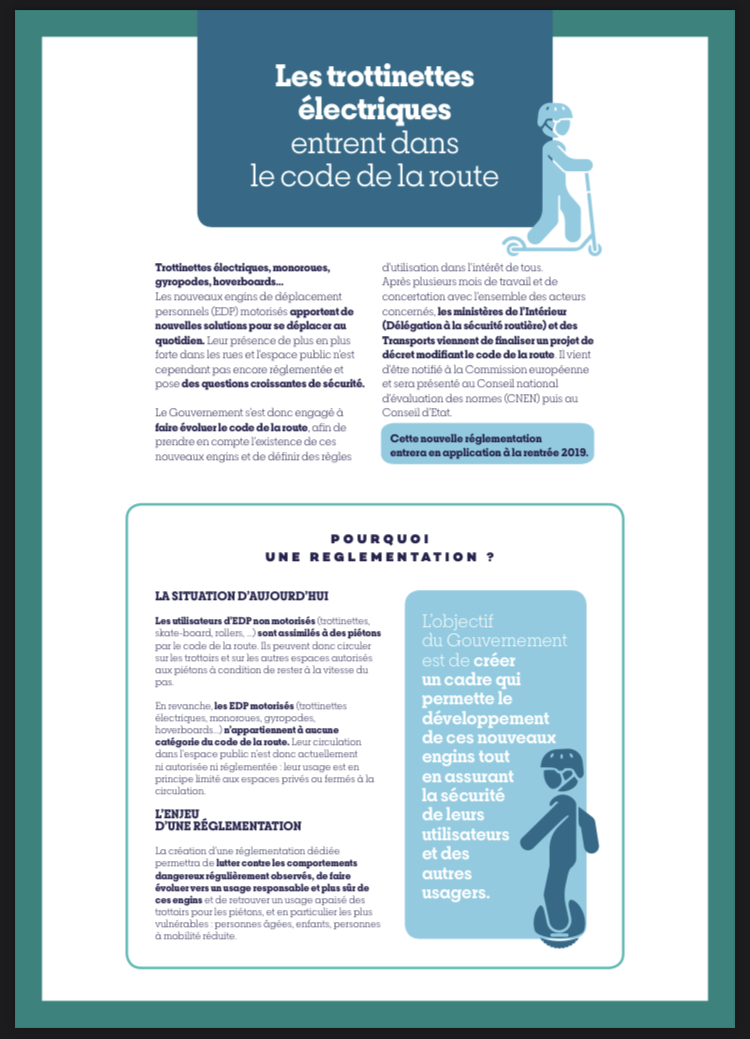 Les trottinettes
électriques
entrent dans
le code de la route
Trottinettes électriques, monoroues,
gyropodes, hoverboards...
Les nouveaux engins de déplacement
personnels (EDP) motorisés apportent de
nouvelles solutions pour se déplacer au
quotidien. Leur présence de plus en plus
forte dans les rues et l'espace public n'est
cependant pas encore réglementée et
pose des questions croissantes de sécurité.
Le Gouvernement s'est donc engagé à
faire évoluer le code de la route, afin de
prendre en compte l'existence de ces
nouveaux engins et de définir des règles
d'utilisation dans l'intérêt de tous.
Après plusieurs mois de travail et de
concertation avec l'ensemble des acteurs
concernés, les ministères de l'Intérieur
(Délégation à la sécurité routière) et des
Transports viennent de finaliser un projet de
décret modifiant le code de la route. Il vient
d'être notifié à la Commission européenne
et sera présenté au Conseil national
d'évaluation des normes (CNEN) puis au
Conseil d'Etat.
Cette nouvelle réglementation
entrera en application à la rentrée 2019.
POURQUOI
UNE REGLEMENTATION ?
LA SITUATION D'AUJOURD'HUI
Les utilisateurs d'EDP non motorisés (trottinettes,
skate-board, rollers, ...) sont assimilés à des piétons
par le code de la route. Ils peuvent donc circuler
sur les trottoirs et sur les autres espaces autorisés
aux piétons à condition de rester à la vitesse du
pas.
En revanche, les EDP motorisés (trottinettes
électriques, monoroues, gyropodes,
hoverboards...) n'appartiennent à aucune
catégorie du code de la route. Leur circulation
dans l'espace public n'est donc actuellement
ni autorisée ni réglementée : leur usage est en
principe limité aux espaces privés ou fermés à la
circulation.
L'ENJEU
D'UNE RÉGLEMENTATION
La création d'une réglementation dédiée
permettra de lutter contre les comportements
dangereux régulièrement observés, de faire
évoluer vers un usage responsable et plus sûr de
ces engins et de retrouver un usage apaisé des
trottoirs pour les piétons, et en particulier les plus
vulnérables : personnes âgées, enfants, personnes
à mobilité réduite.
L'objectif
du Gouvernement
est de créer
un cadre qui
permette le
développement
de ces nouveaux
engins tout
en assurant
la sécurité
de leurs
utilisateurs
et des
autres
usagers.